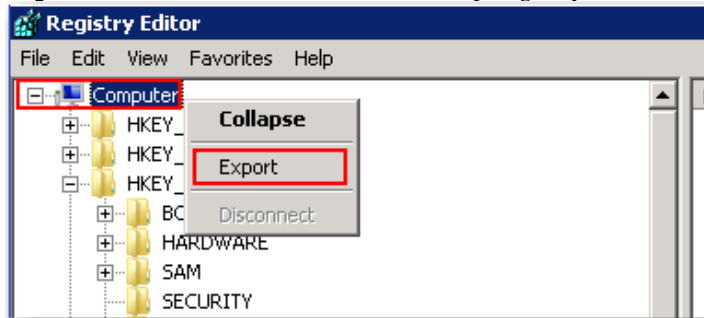 Registry Editor
File Edit View Favorites Help
Computer
HKEY_
Collapse
HKEY_
Export
HKEY_
BC
Disconnect
HARDWARE
SAM
SECURITY